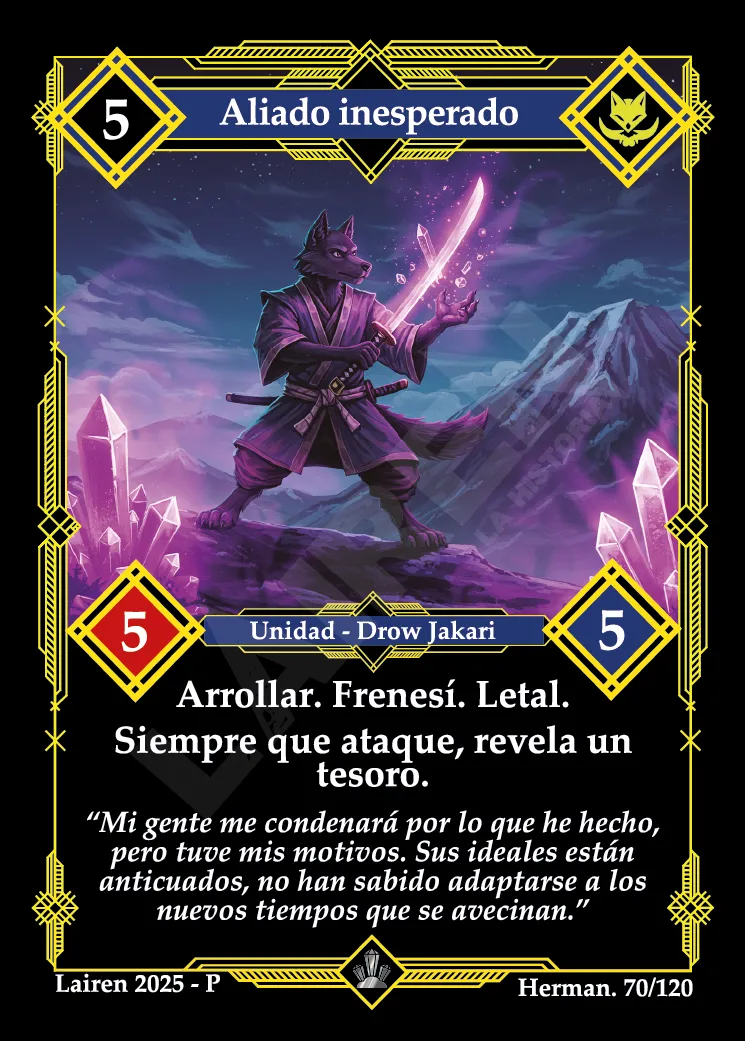 5
Aliado inesperado
5
Unidad - Drow Jakari
5
Arrollar. Frenesí. Letal.
Siempre que ataque, revela un
tesoro.
“Mi gente me condenará por lo que he hecho,
pero tuve mis motivos. Sus ideales están
anticuados, no han sabido adaptarse a los
nuevos tiempos que se avecinan.”
Lairen 2025 - P
Herman. 70/120